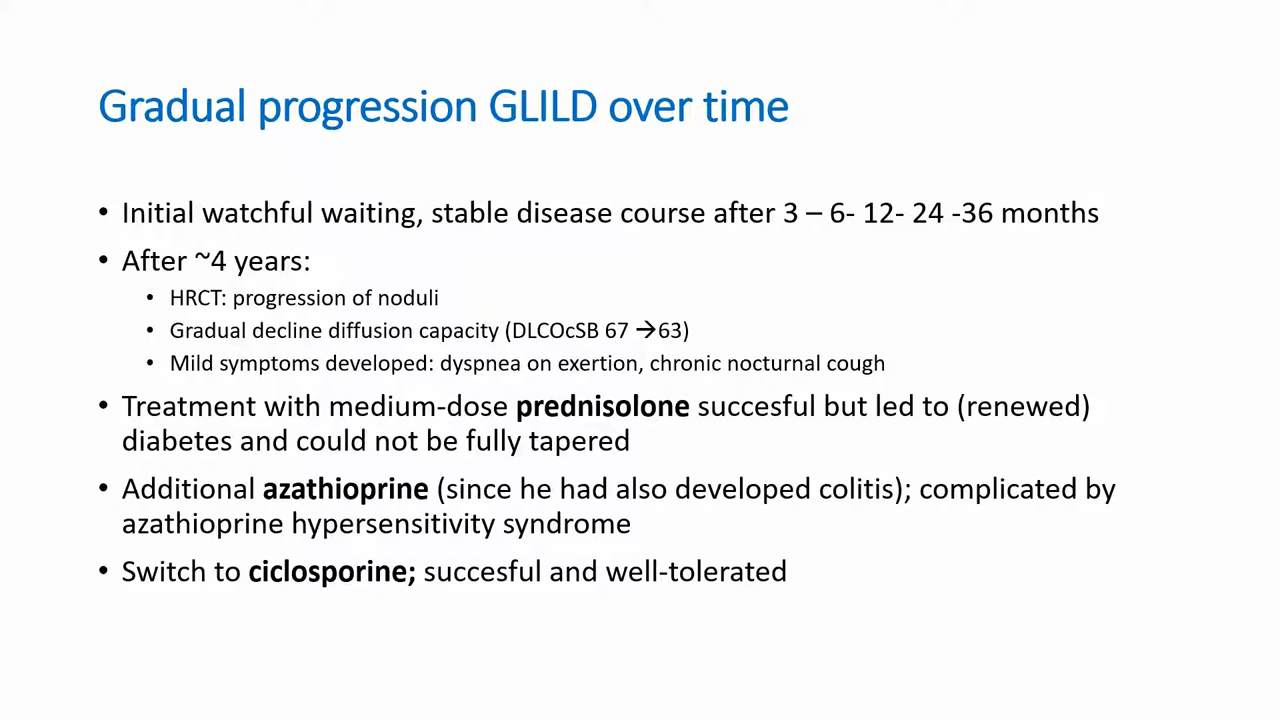 Gradual progression GLILD over time
• Initial watchful waiting, stable disease course after 3 – 6- 12- 24 -36 months
• After ~4 years:
• HRCT: progression of noduli
• Gradual decline diffusion capacity (DLCOcSB 67 →63)
• Mild symptoms developed: dyspnea on exertion, chronic nocturnal cough
• Treatment with medium-dose prednisolone succesful but led to (renewed)
diabetes and could not be fully tapered
• Additional azathioprine (since he had also developed colitis); complicated by
azathioprine hypersensitivity syndrome
• Switch to ciclosporine; succesful and well-tolerated